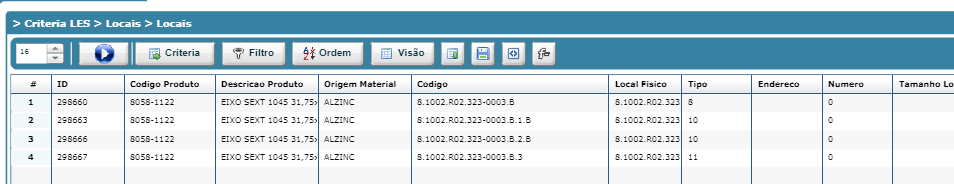 > Criteria LES > Locais > Locais
16 Criteria Filtro Ordem Visão
# ID Codigo Produto Descricao Produto Origem Material Codigo Local Fisico Tipo Endereco Numero Tamanho Lo
1 298660 8058-1122 EIXO SEXT 1045 31,75 ALZINC 8.1002.R02.323-0003.B 8.1002.R02.323 8 0
2 298663 8058-1122 EIXO SEXT 1045 31,75 ALZINC 8.1002.R02.323-0003.B.1.B 8.1002.R02.323 10 0
3 298666 8058-1122 EIXO SEXT 1045 31,75 ALZINC 8.1002.R02.323-0003.B.2.B 8.1002.R02.323 10 0
4 298667 8058-1122 EIXO SEXT 1045 31,75 ALZINC 8.1002.R02.323-0003.B.3 8.1002.R02.323 11 0